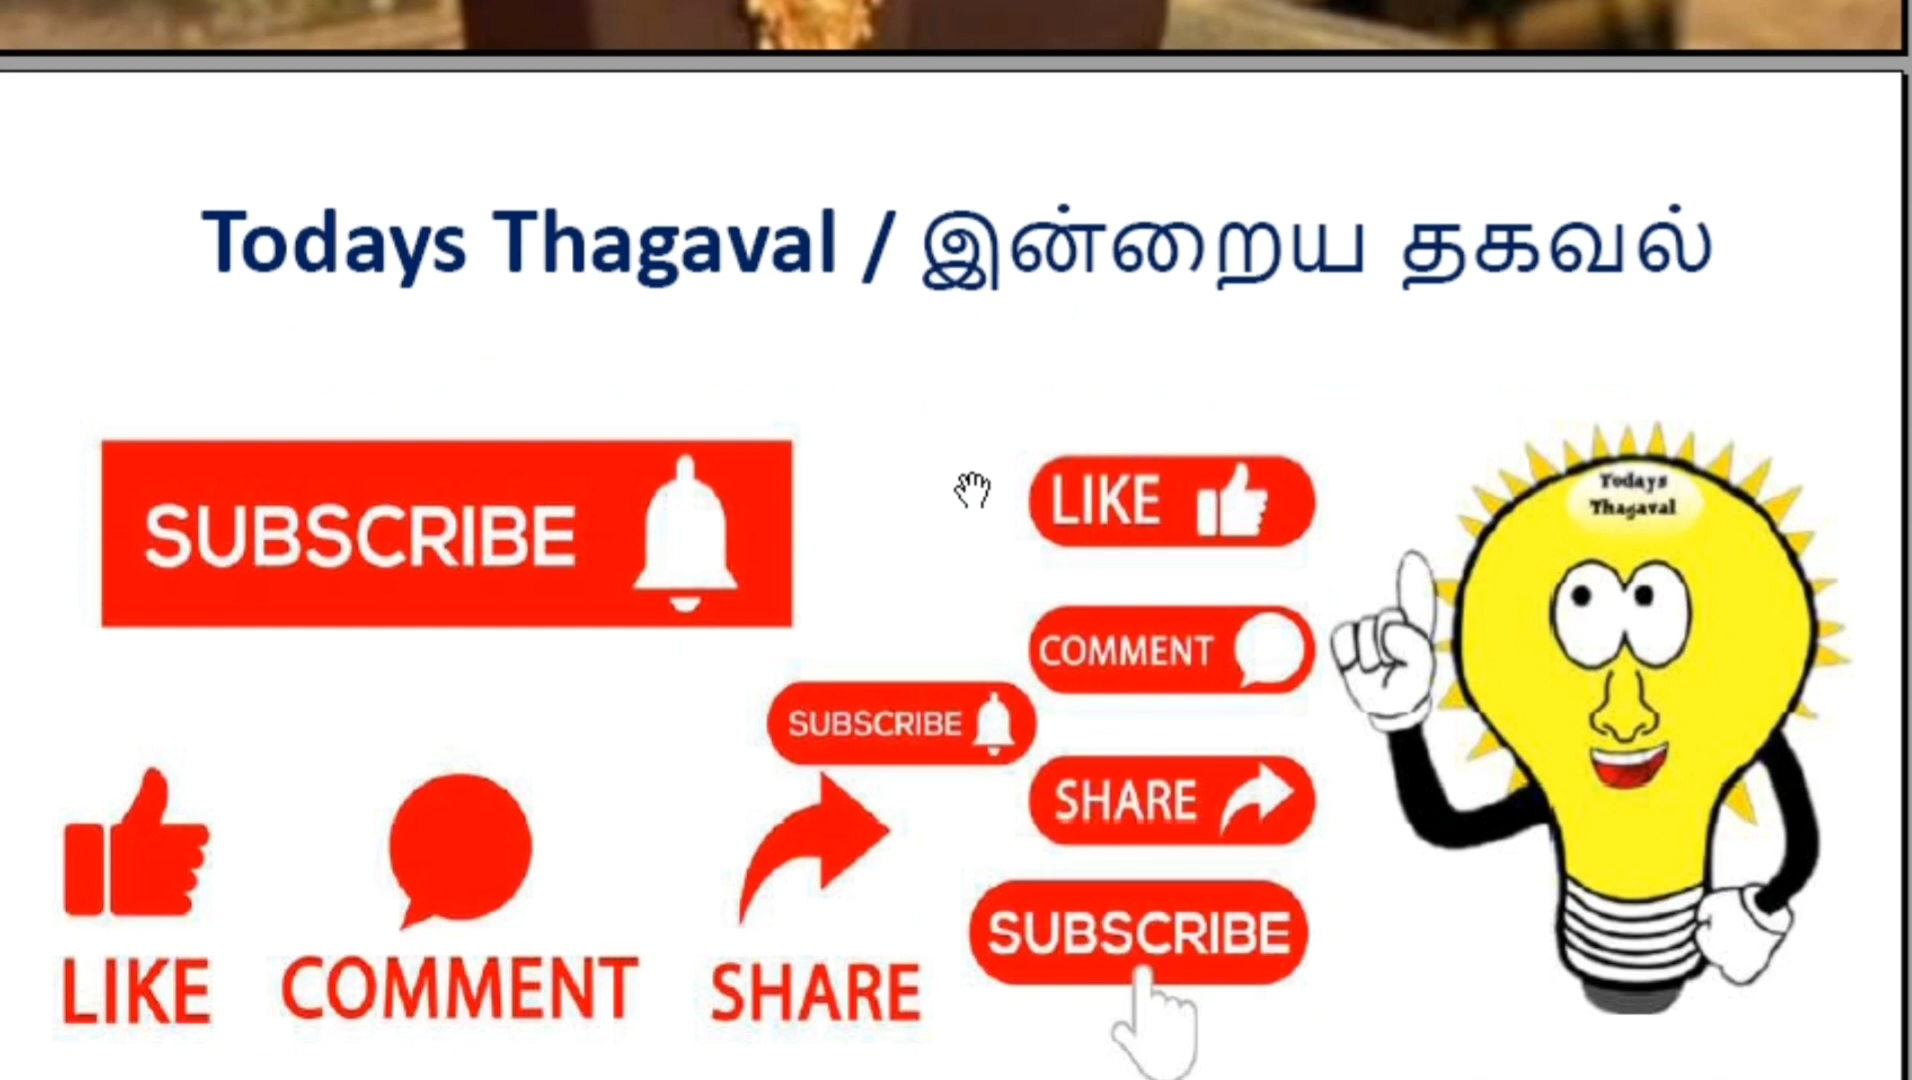 Todays Thagaval / இன்றைய தகவல்
SUBSCRIBE
LIKE
Todays
Thagaval
COMMENT
SUBSCRIBE
SHARE
SUBSCRIBE
LIKE
COMMENT
SHARE